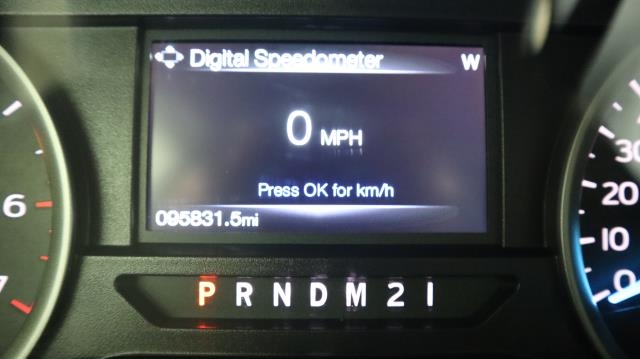 Digital Speedometer W
0 MPH
Press OK for km/h
095831.5mi
P R N D M 2 1
6
7
30
20
10
0